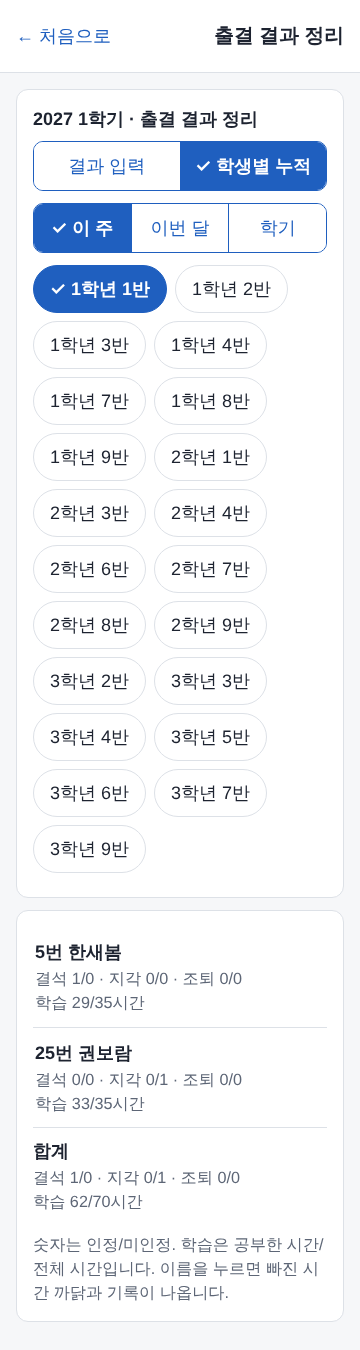 ← 처음으로
출결 결과 정리
2027 1학기 · 출결 결과 정리
결과 입력
✓ 학생별 누적
✓ 이 주
이번 달
학기
✓ 1학년 1반
1학년 2반
1학년 3반
1학년 4반
1학년 7반
1학년 8반
1학년 9반
2학년 1반
2학년 3반
2학년 4반
2학년 6반
2학년 7반
2학년 8반
2학년 9반
3학년 2반
3학년 3반
3학년 4반
3학년 5반
3학년 6반
3학년 7반
3학년 9반
5번 한새봄
결석 1/0 · 지각 0/0 · 조퇴 0/0
학습 29/35시간
25번 권보람
결석 0/0 · 지각 0/1 · 조퇴 0/0
학습 33/35시간
합계
결석 1/0 · 지각 0/1 · 조퇴 0/0
학습 62/70시간
숫자는 인정/미인정. 학습은 공부한 시간/
전체 시간입니다. 이름을 누르면 빠진 시
간 까닭과 기록이 나옵니다.